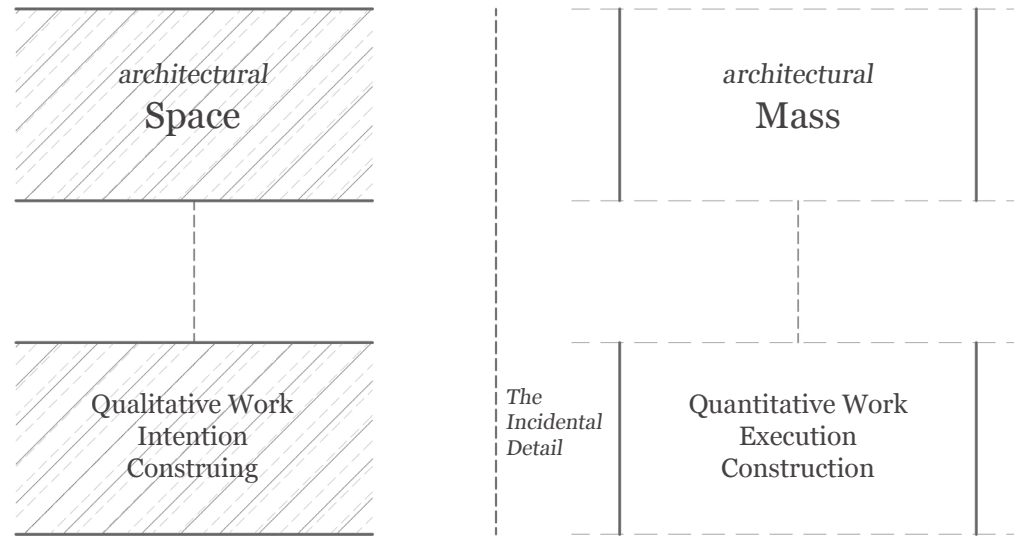 architectural
Space
architectural
Mass
Qualitative Work
Intention
Construing
The
Incidental
Detail
Quantitative Work
Execution
Construction